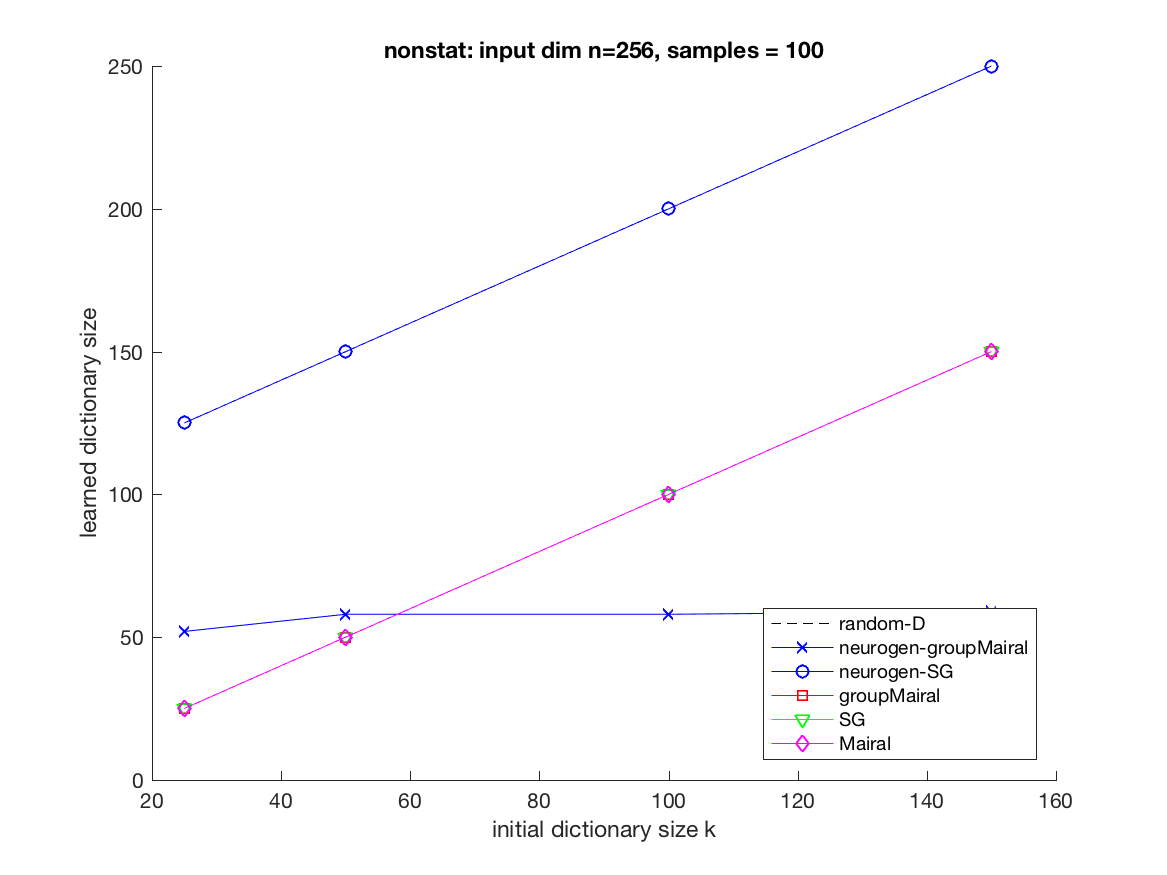 nonstat: input dim n=256, samples = 100
250
200
150
100
50
0
learned dictionary size
20 40 60 80 100 120 140 160
initial dictionary size k
random-D
neurogen-groupMairal
neurogen-SG
groupMairal
SG
Mairal